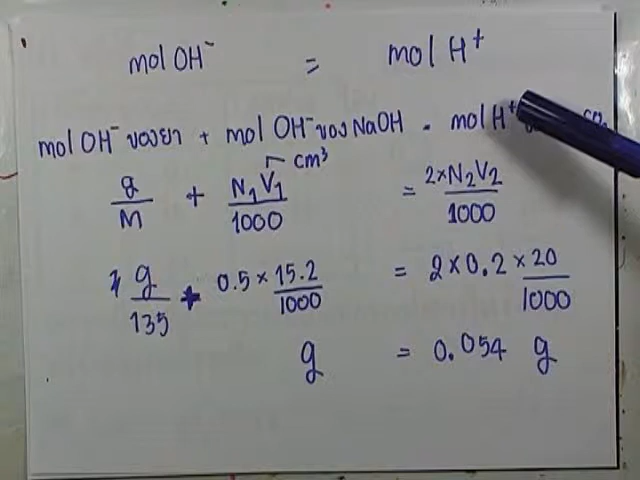 mol OH⁻ = mol H⁺
mol OH⁻ ของยา + mol OH⁻ ของ NaOH = mol H⁺
g/M + N₁V₁/1000 = 2×N₂V₂/1000
cm³
g/135 + 0.5 × 15.2/1000 = 2 × 0.2 × 20/1000
g = 0.054 g